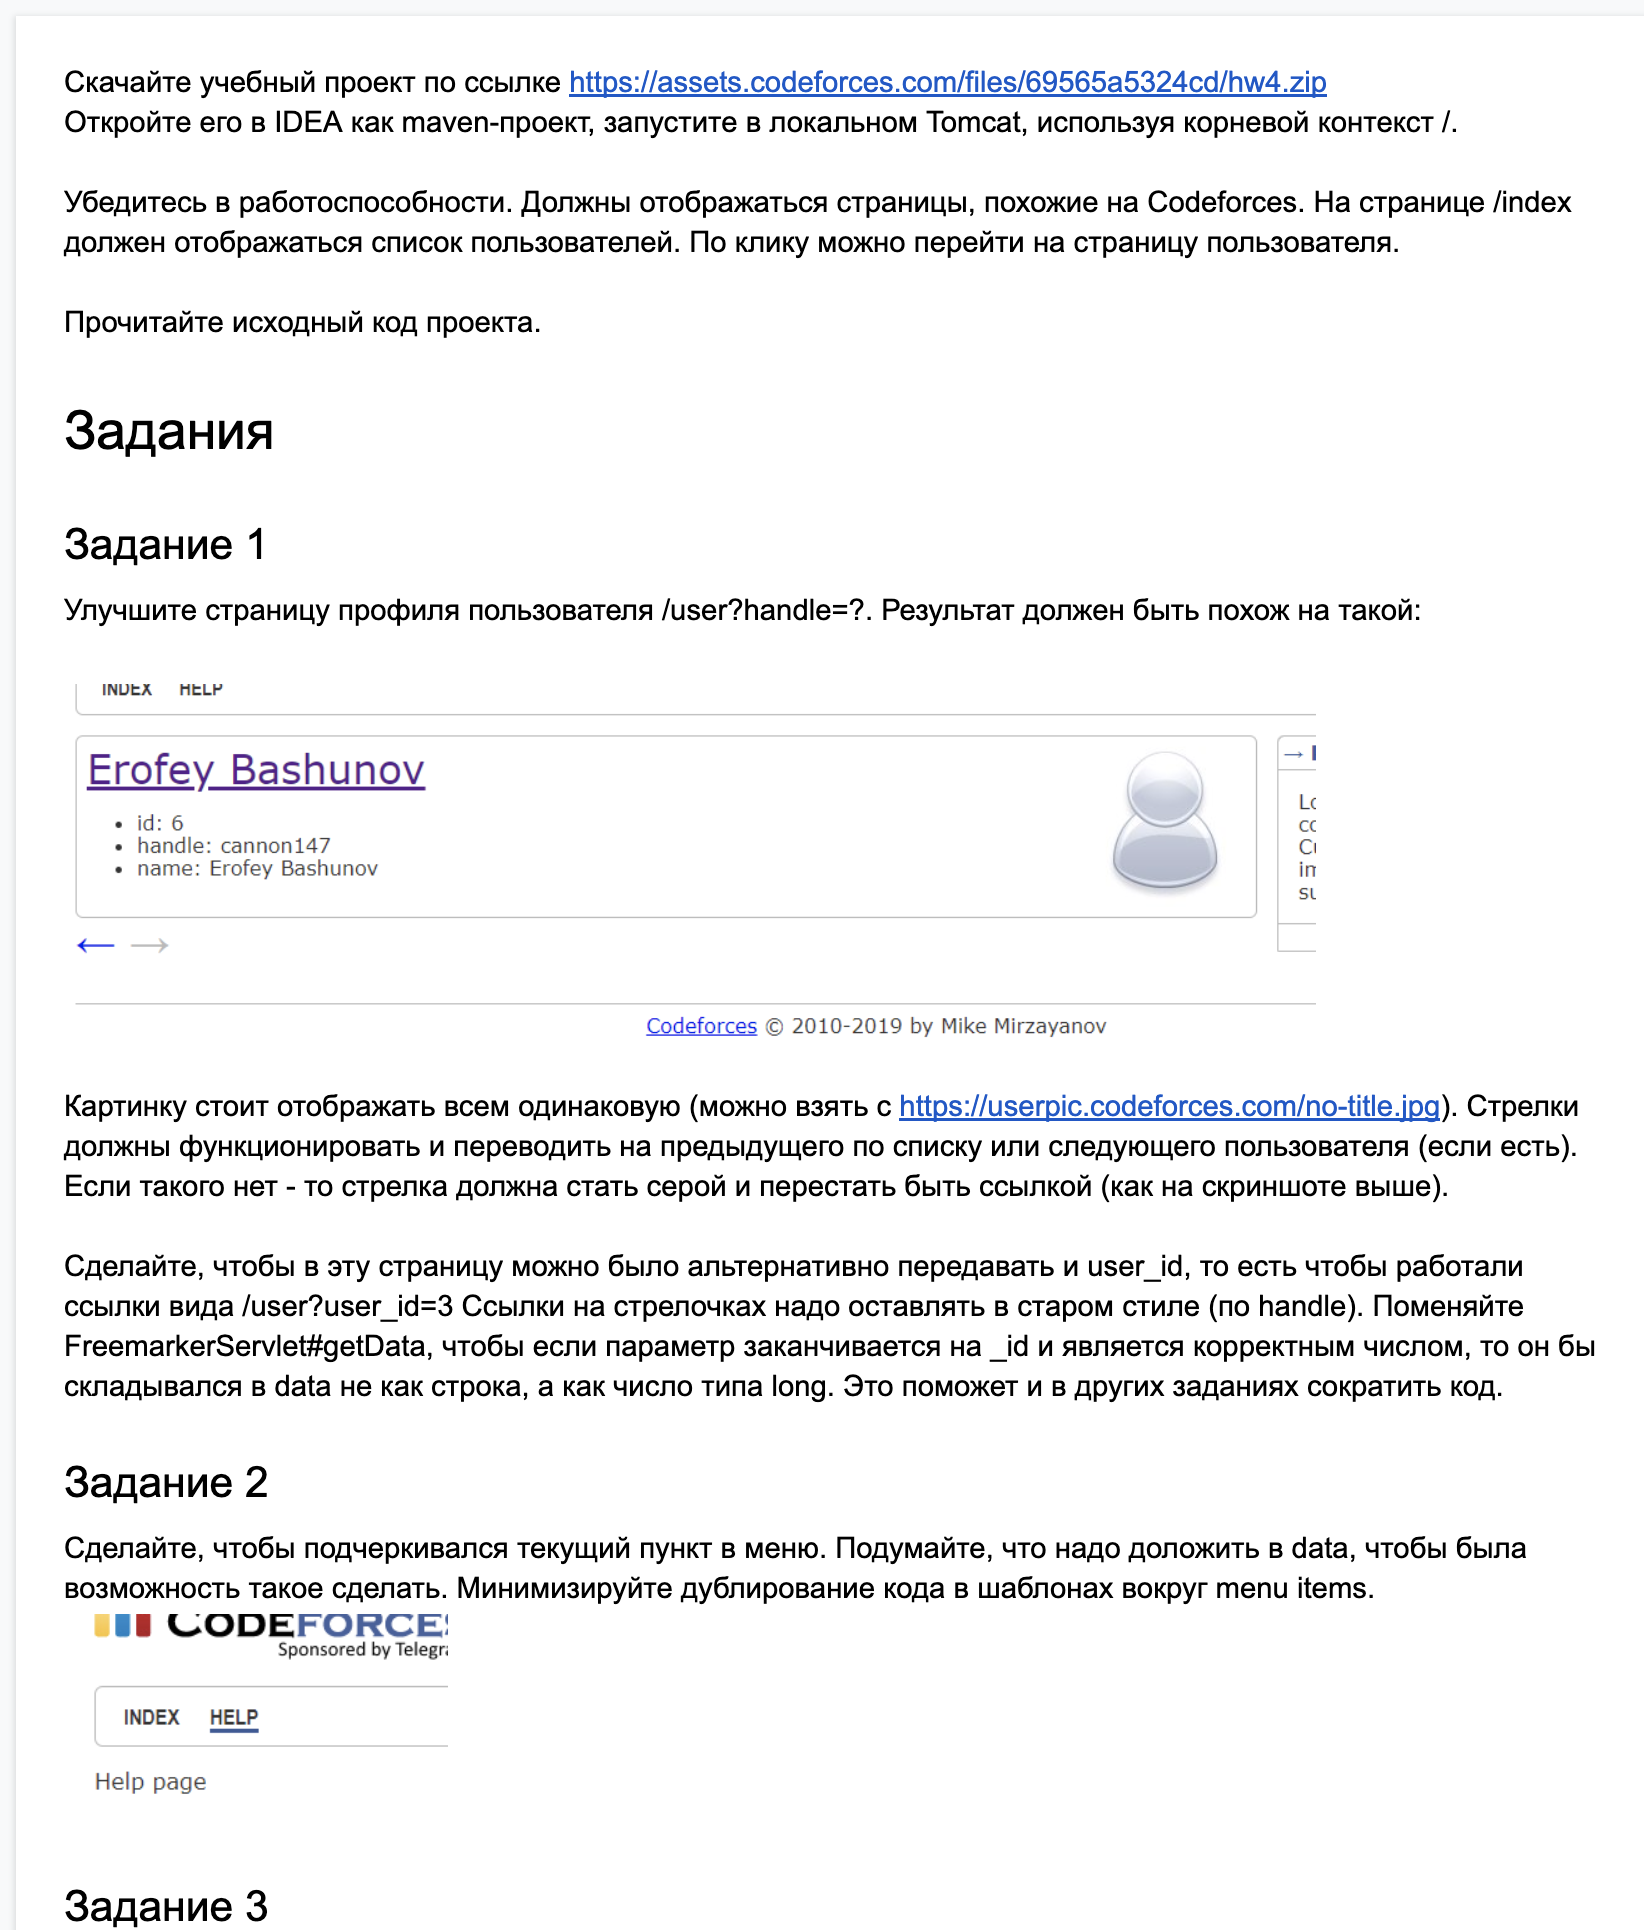 Скачайте учебный проект по ссылке https://assets.codeforces.com/files/69565a5324cd/hw4.zip
Откройте его в IDEA как maven-проект, запустите в локальном Tomcat, используя корневой контекст /.
Убедитесь в работоспособности. Должны отображаться страницы, похожие на Codeforces. На странице /index
должен отображаться список пользователей. По клику можно перейти на страницу пользователя.
Прочитайте исходный код проекта.
Задания
Задание 1
Улучшите страницу профиля пользователя /user?handle=?. Результат должен быть похож на такой:
INDEX HELP
Erofey Bashunov
• id: 6
• handle: cannon147
• name: Erofey Bashunov
→
Lo
co
im
su
← →
Codeforces © 2010-2019 by Mike Mirzayanov
Картинку стоит отображать всем одинаковую (можно взять с https://userpic.codeforces.com/no-title.jpg). Стрелки
должны функционировать и переводить на предыдущего по списку или следующего пользователя (если есть).
Если такого нет - то стрелка должна стать серой и перестать быть ссылкой (как на скриншоте выше).
Сделайте, чтобы в эту страницу можно было альтернативно передавать и user_id, то есть чтобы работали
ссылки вида /user?user_id=3 Ссылки на стрелочках надо оставлять в старом стиле (по handle). Поменяйте
FreemarkerServlet#getData, чтобы если параметр заканчивается на _id и является корректным числом, то он бы
складывался в data не как строка, а как число типа long. Это поможет и в других заданиях сократить код.
Задание 2
Сделайте, чтобы подчеркивался текущий пункт в меню. Подумайте, что надо доложить в data, чтобы была
возможность такое сделать. Минимизируйте дублирование кода в шаблонах вокруг menu items.
CODEFORCES
Sponsored by Telegra
INDEX HELP
Help page
Задание 3